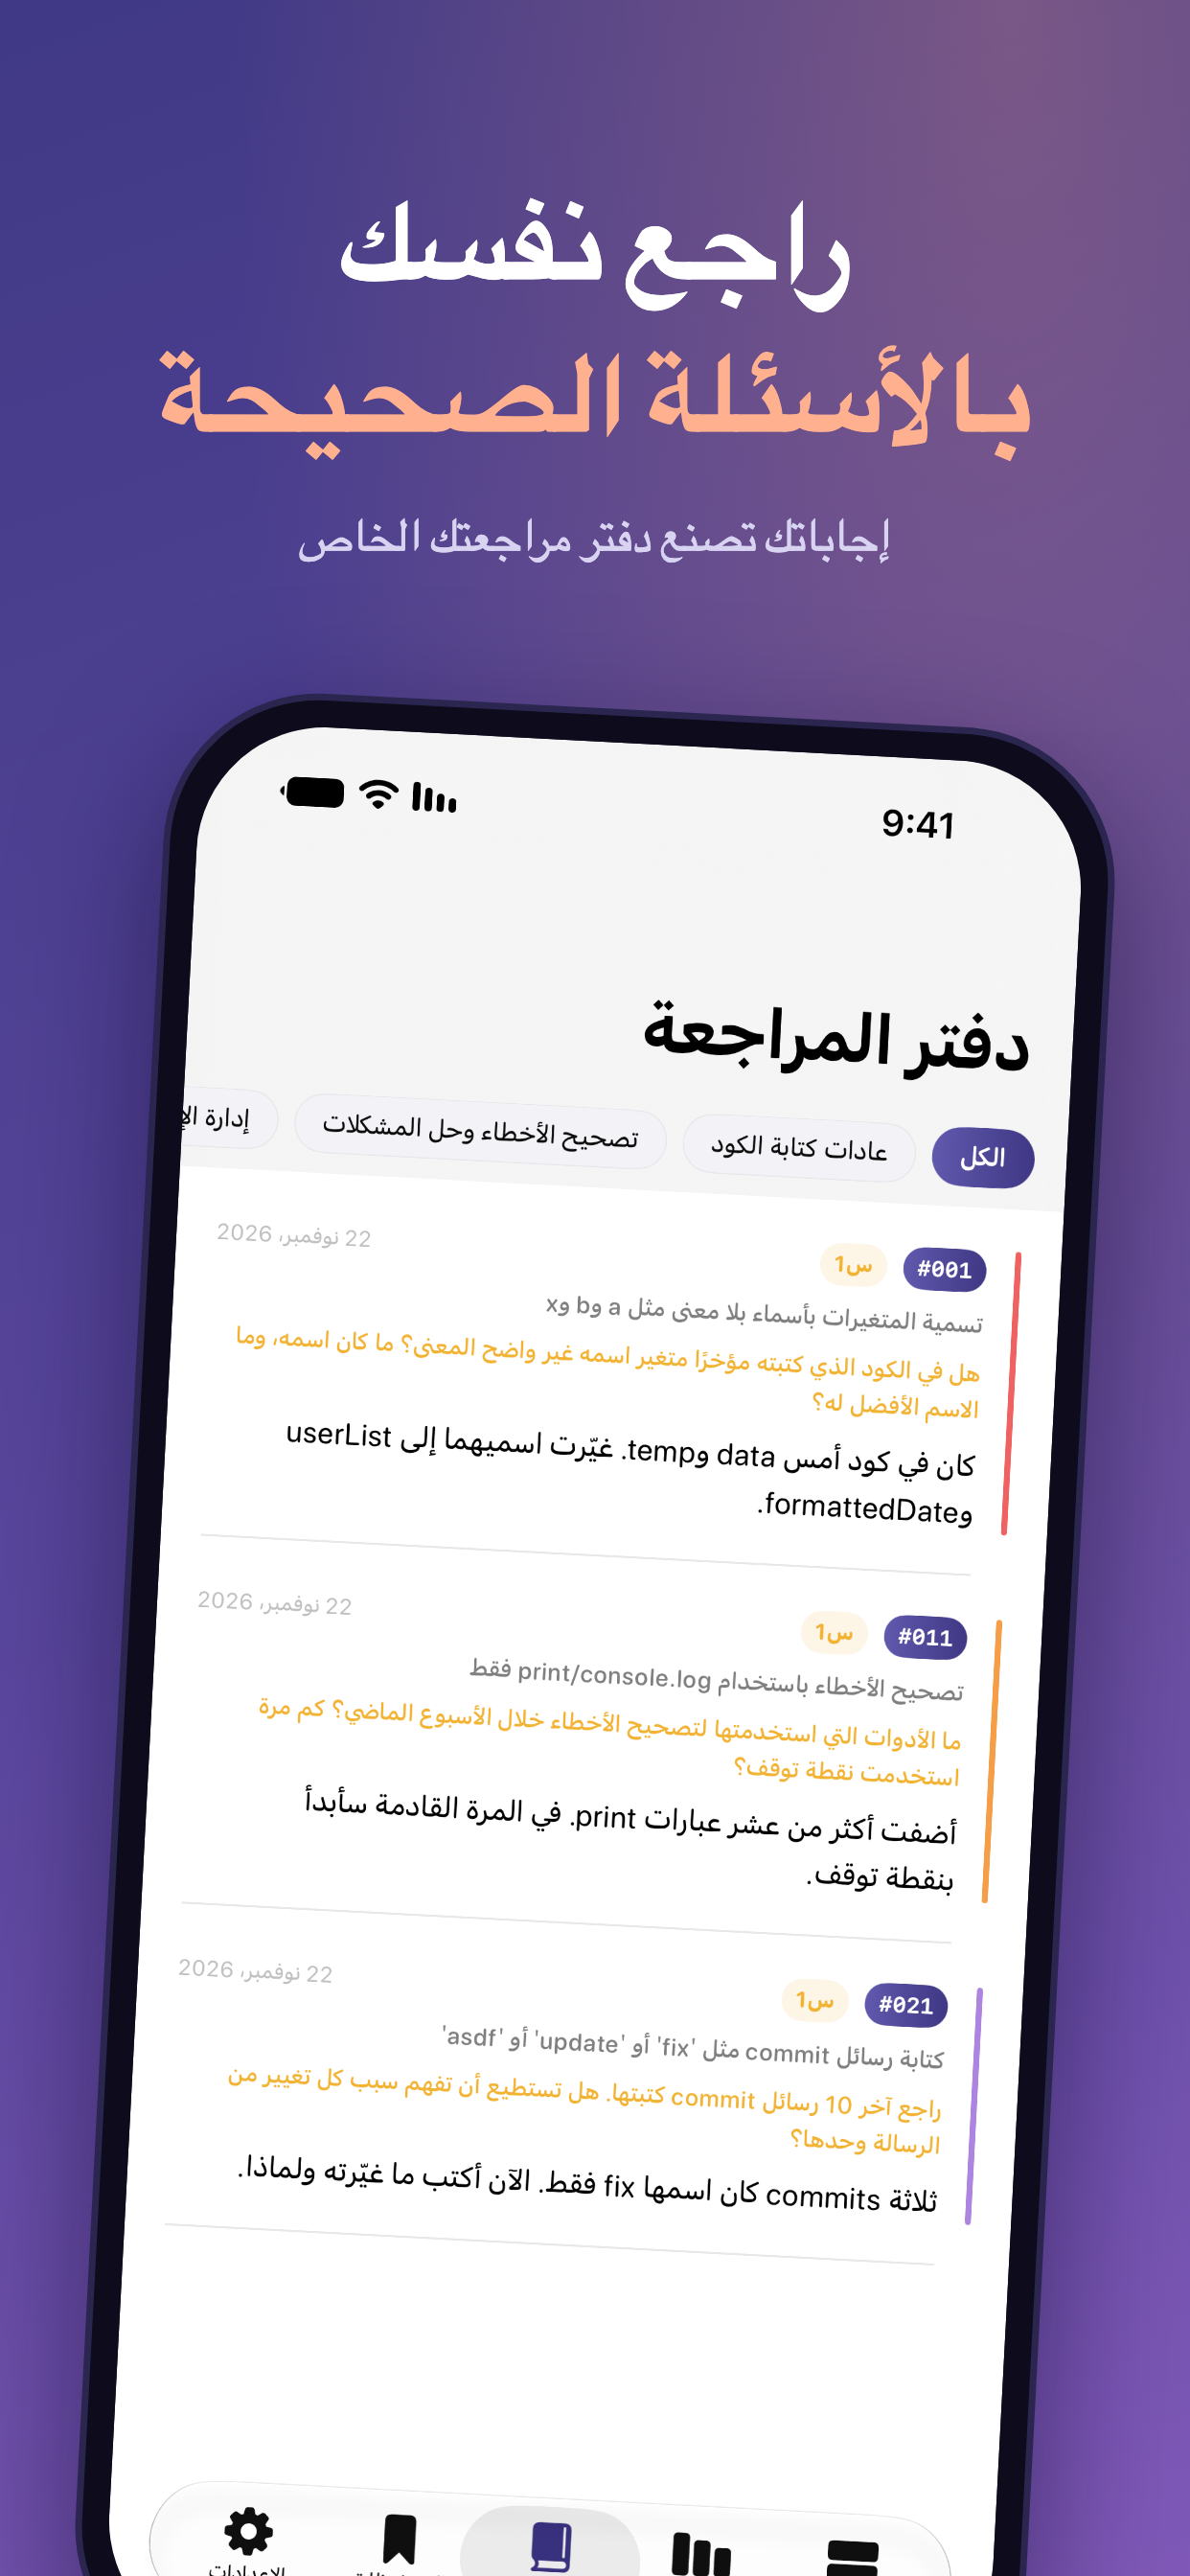 راجع نفسك
بالأسئلة الصحيحة
إجاباتك تصنع دفتر مراجعتك الخاص
9:41
دفتر المراجعة
الكل
عادات كتابة الكود
تصحيح الأخطاء وحل المشكلات
إدارة
#001
س1
22 نوفمبر، 2026
تسمية المتغيرات بأسماء بلا معنى مثل a وb وx
هل في الكود الذي كتبته مؤخرًا متغير اسمه غير واضح المعنى؟ ما كان اسمه، وما
الاسم الأفضل له؟
كان في كود أمس data وtemp. غيّرت اسميهما إلى userList
وformattedDate.
#011
س1
22 نوفمبر، 2026
تصحيح الأخطاء باستخدام print/console.log فقط
ما الأدوات التي استخدمتها لتصحيح الأخطاء خلال الأسبوع الماضي؟ كم مرة
استخدمت نقطة توقف؟
أضفت أكثر من عشر عبارات print. في المرة القادمة سأبدأ
بنقطة توقف.
#021
س1
22 نوفمبر، 2026
كتابة رسائل commit مثل 'fix' أو 'update' أو 'asdf'
راجع آخر 10 رسائل commit كتبتها. هل تستطيع أن تفهم سبب كل تغيير من
الرسالة وحدها؟
ثلاثة commits كان اسمها fix فقط. الآن أكتب ما غيّرته ولماذا.
الإعدادات